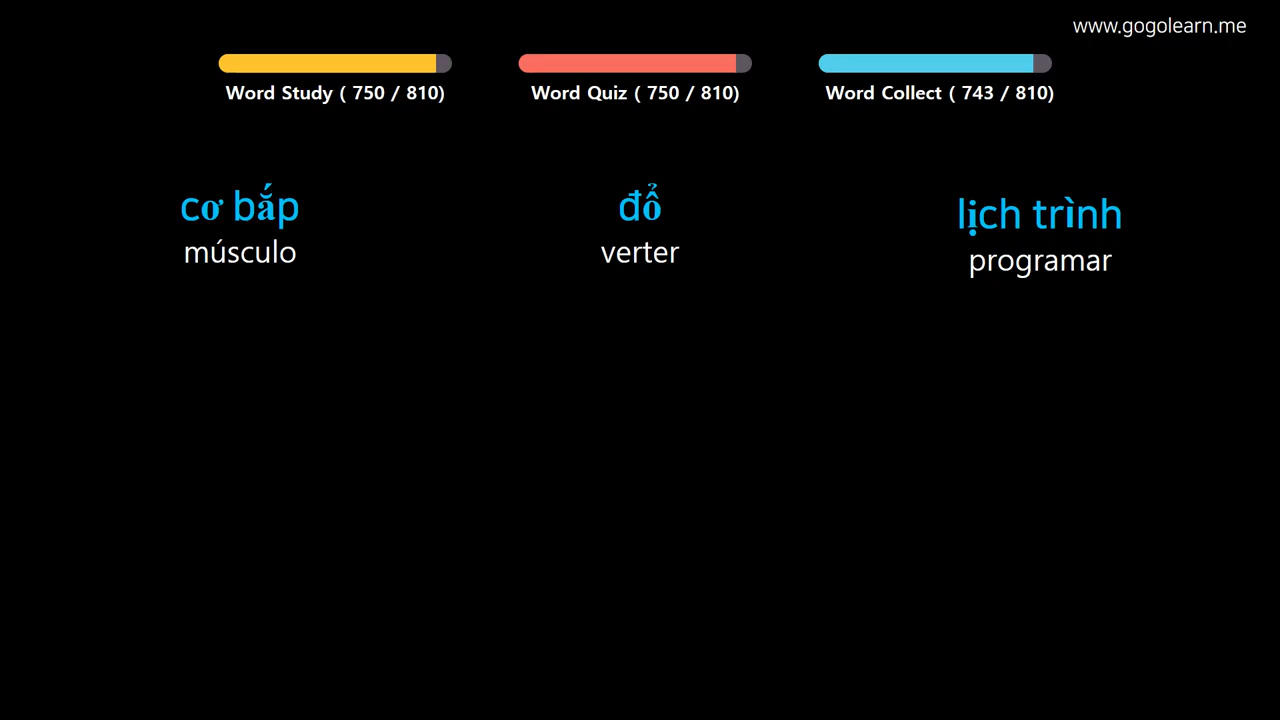 www.gogolearn.me
Word Study ( 750 / 810)
Word Quiz ( 750 / 810)
Word Collect ( 743 / 810)
cơ bắp
músculo
đổ
verter
lịch trình
programar